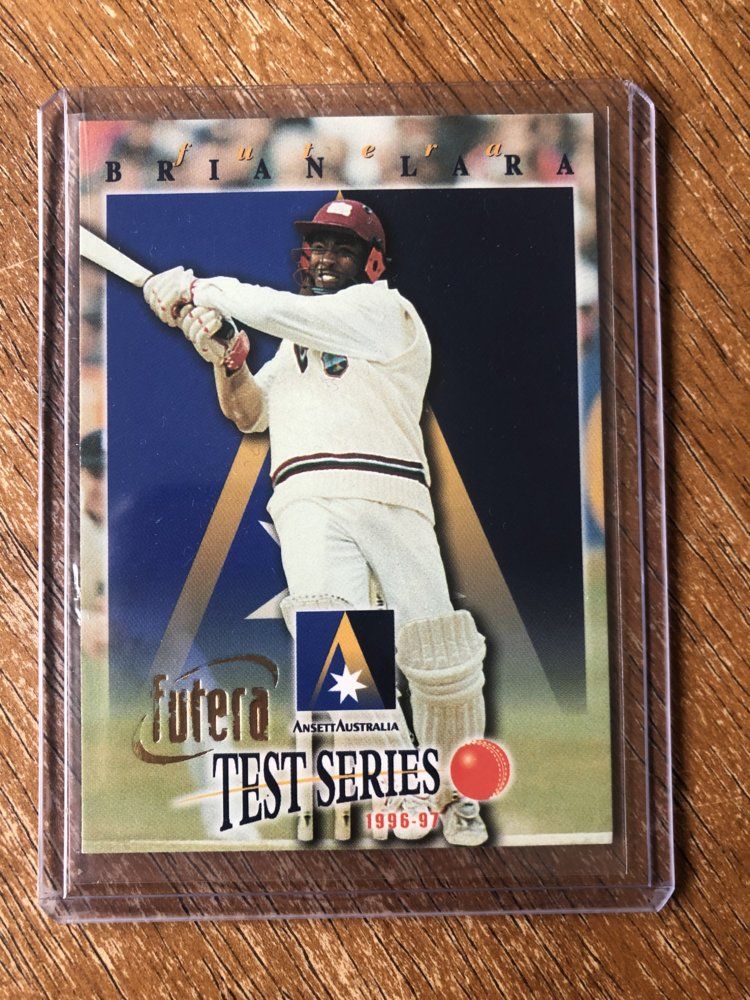 futera
BRIAN LARA
futera
ANSETT AUSTRALIA
TEST SERIES
1996-97